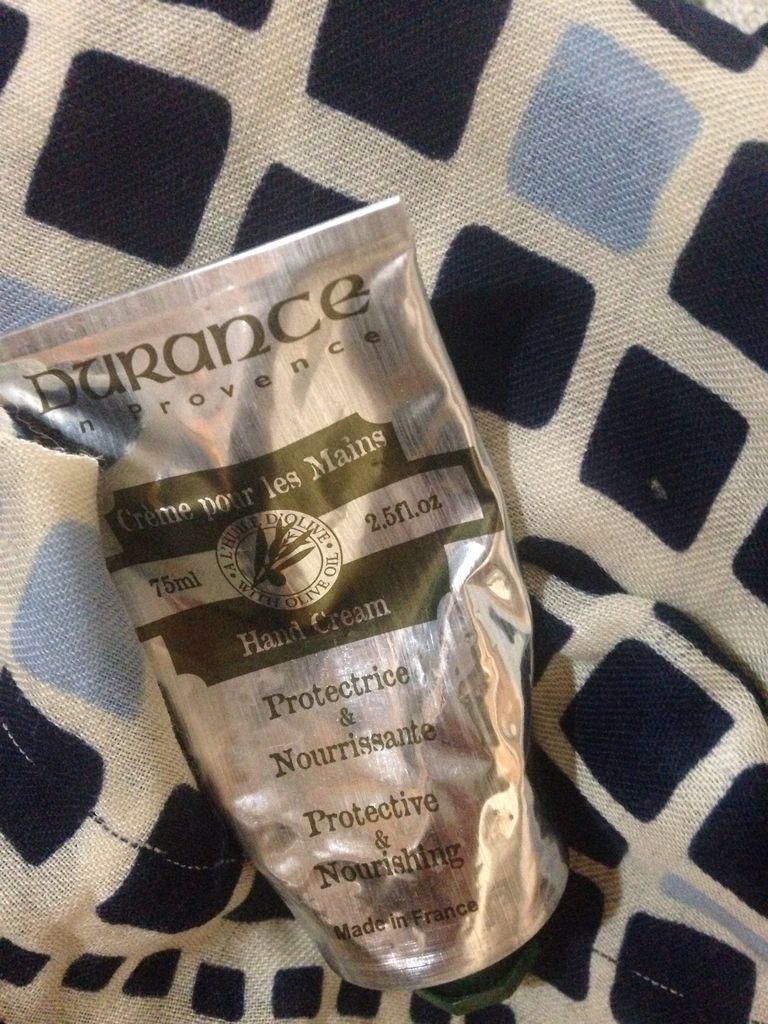 DURANCE
n provence
Crème pour les Mains
75ml
A L'HUILE D'OLIVE • WITH OLIVE OIL •
2.5fl.oz
Hand Cream
Protectrice
&
Nourrissante
Protective
&
Nourishing
Made in France